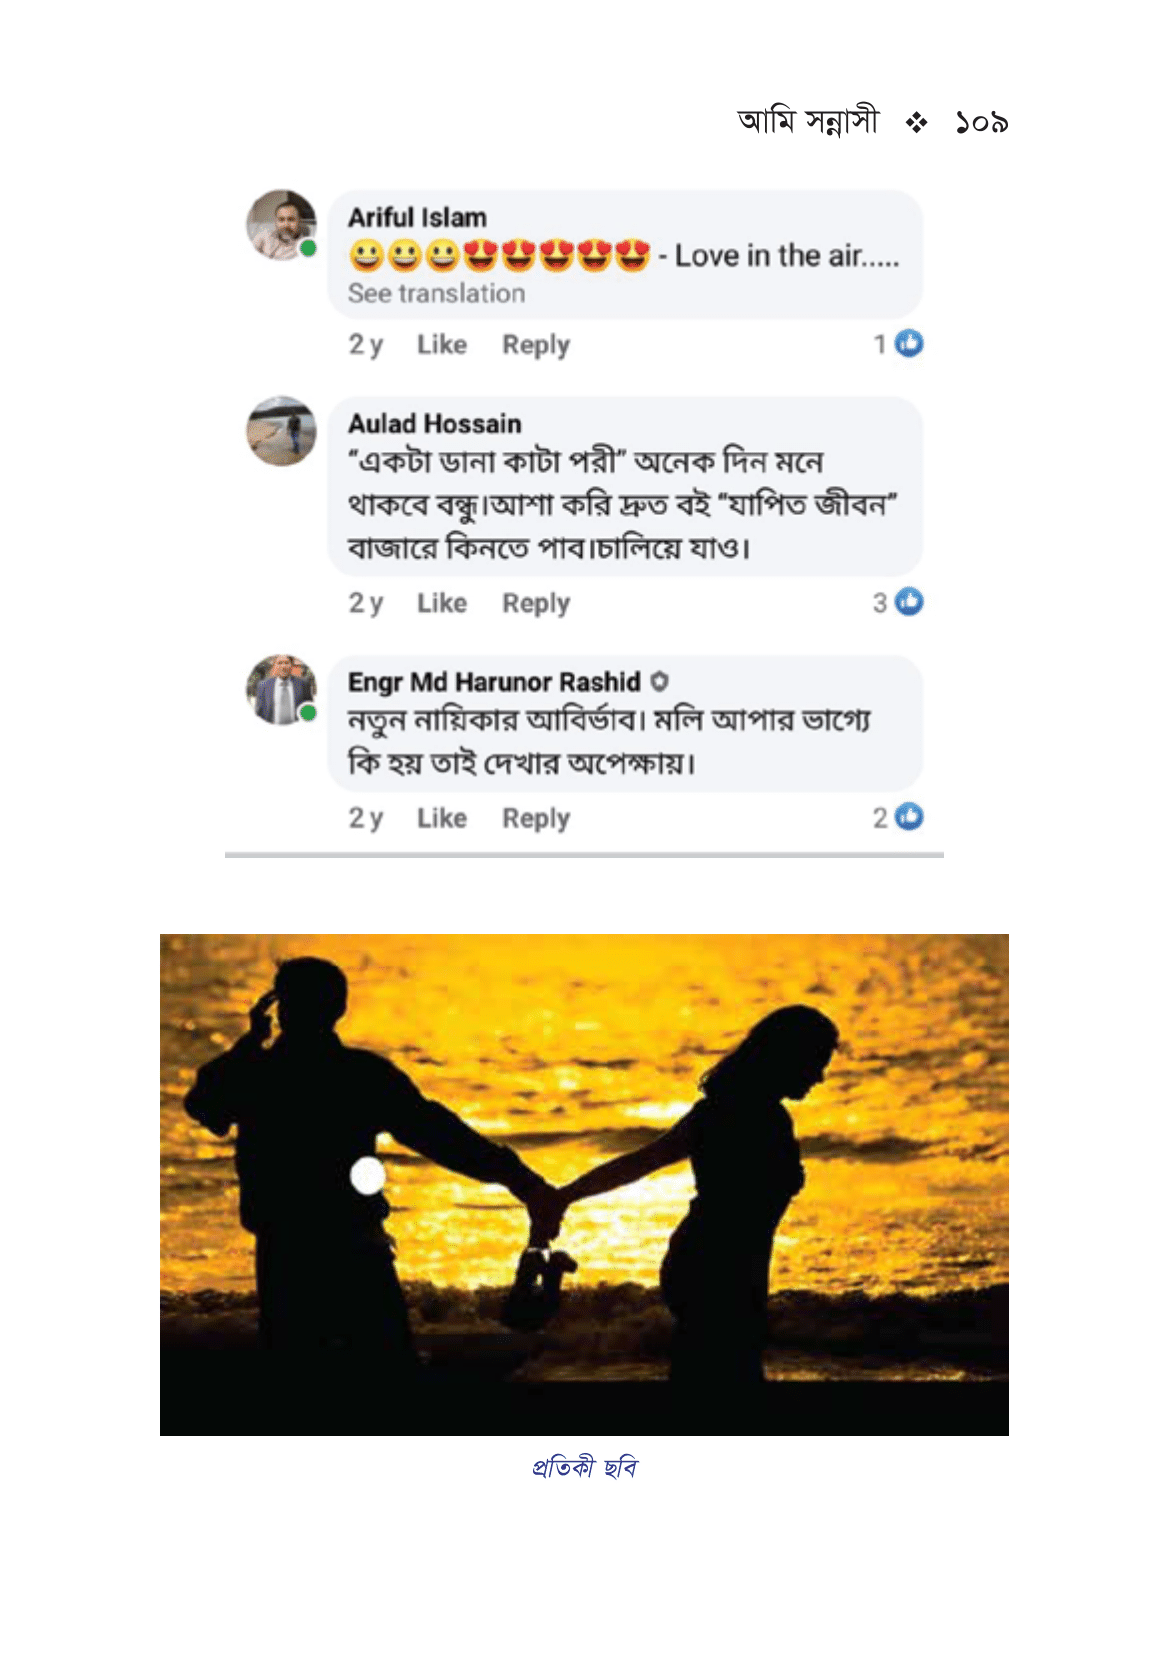 আমি সন্নাসী ❖ ১০৯
Ariful Islam
😀😀😀😍😍😍😍😍 - Love in the air.....
See translation
2 y Like Reply 1
Aulad Hossain
“একটা ডানা কাটা পরী” অনেক দিন মনে
থাকবে বন্ধু।আশা করি দ্রুত বই “যাপিত জীবন”
বাজারে কিনতে পাব।চালিয়ে যাও।
2 y Like Reply 3
Engr Md Harunor Rashid
নতুন নায়িকার আবির্ভাব। মলি আপার ভাগ্যে
কি হয় তাই দেখার অপেক্ষায়।
2 y Like Reply 2
প্রতিকী ছবি